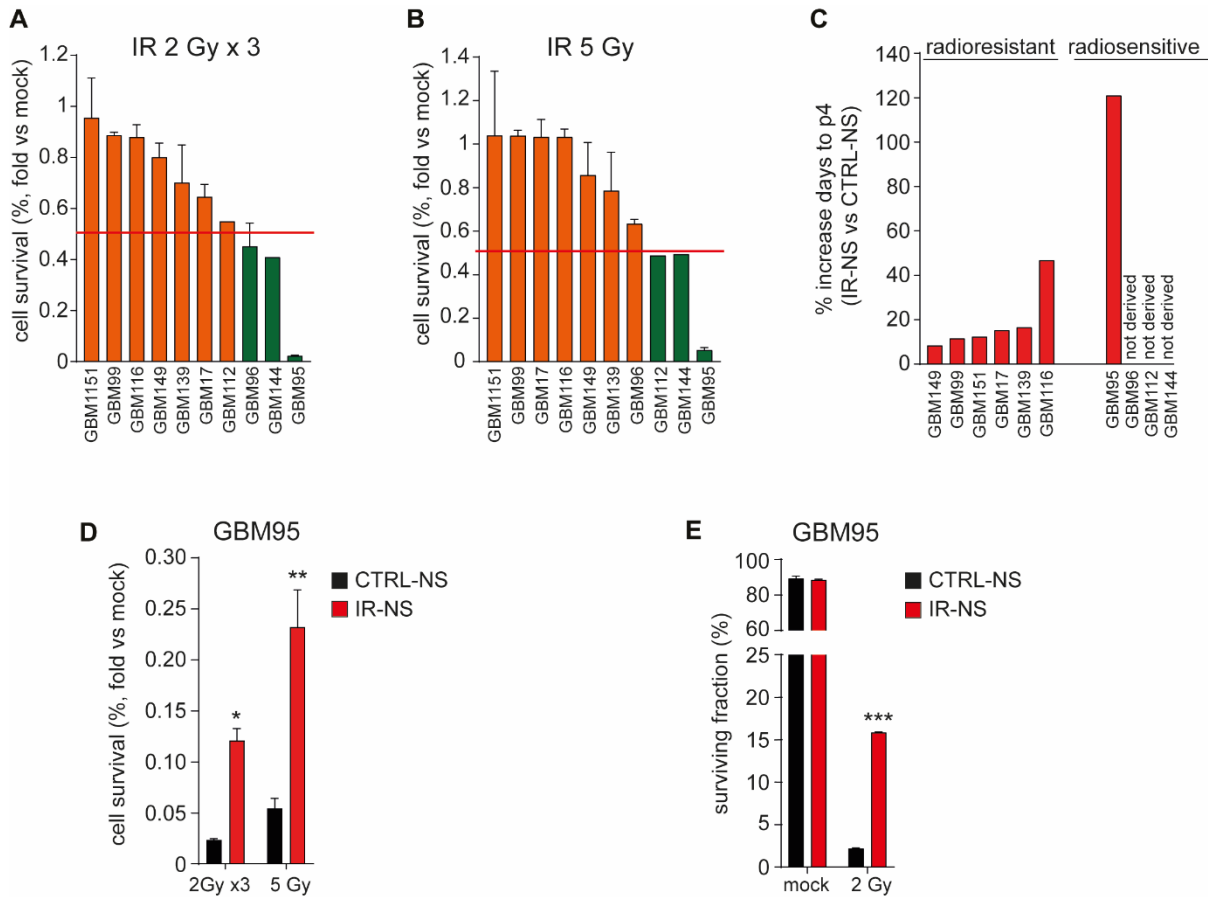 A
IR 2 Gy x 3
cell survival (%, fold vs mock)
1.2
1
0.8
0.6
0.4
0.2
0
GBM1151
GBM99
GBM116
GBM149
GBM139
GBM17
GBM112
GBM96
GBM144
GBM95
B
IR 5 Gy
cell survival (%, fold vs mock)
1.4
1.2
1.0
0.8
0.6
0.4
0.2
0
GBM1151
GBM99
GBM17
GBM116
GBM149
GBM139
GBM96
GBM112
GBM144
GBM95
C
radioresistant
radiosensitive
% increase days to p4
(IR-NS vs CTRL-NS)
140
120
100
80
60
40
20
0
not derived
not derived
not derived
GBM149
GBM99
GBM151
GBM17
GBM139
GBM116
GBM95
GBM96
GBM112
GBM144
D
GBM95
cell survival (%, fold vs mock)
0.30
0.25
0.20
0.15
0.10
0.05
0
*
**
2Gy x3
5 Gy
CTRL-NS
IR-NS
E
GBM95
surviving fraction (%)
100
80
60
25
20
15
10
5
0
***
mock
2 Gy
CTRL-NS
IR-NS